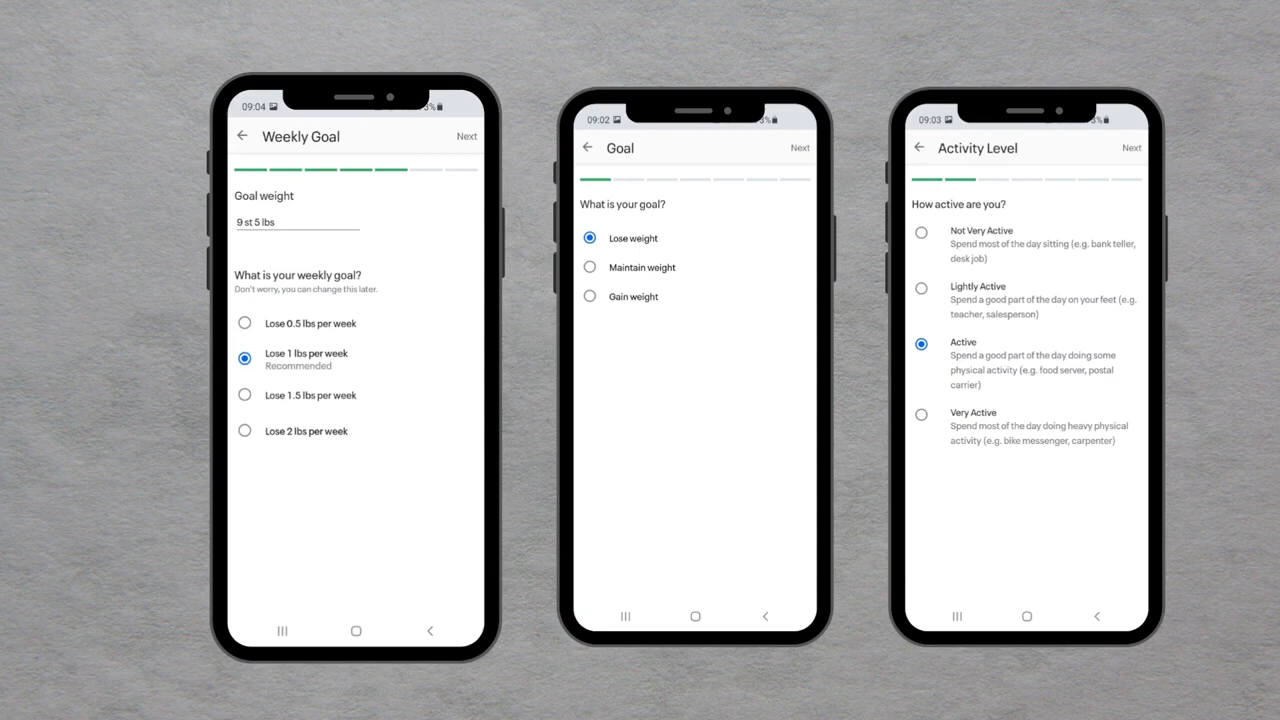 09:04
3%
Weekly Goal
Next
Goal weight
9 st 5 lbs
What is your weekly goal?
Don't worry, you can change this later.
Lose 0.5 lbs per week
Lose 1 lbs per week
Recommended
Lose 1.5 lbs per week
Lose 2 lbs per week
09:02
3%
Goal
Next
What is your goal?
Lose weight
Maintain weight
Gain weight
09:03
5%
Activity Level
Next
How active are you?
Not Very Active
Spend most of the day sitting (e.g. bank teller,
desk job)
Lightly Active
Spend a good part of the day on your feet (e.g.
teacher, salesperson)
Active
Spend a good part of the day doing some
physical activity (e.g. food server, postal
carrier)
Very Active
Spend most of the day doing heavy physical
activity (e.g. bike messenger, carpenter)